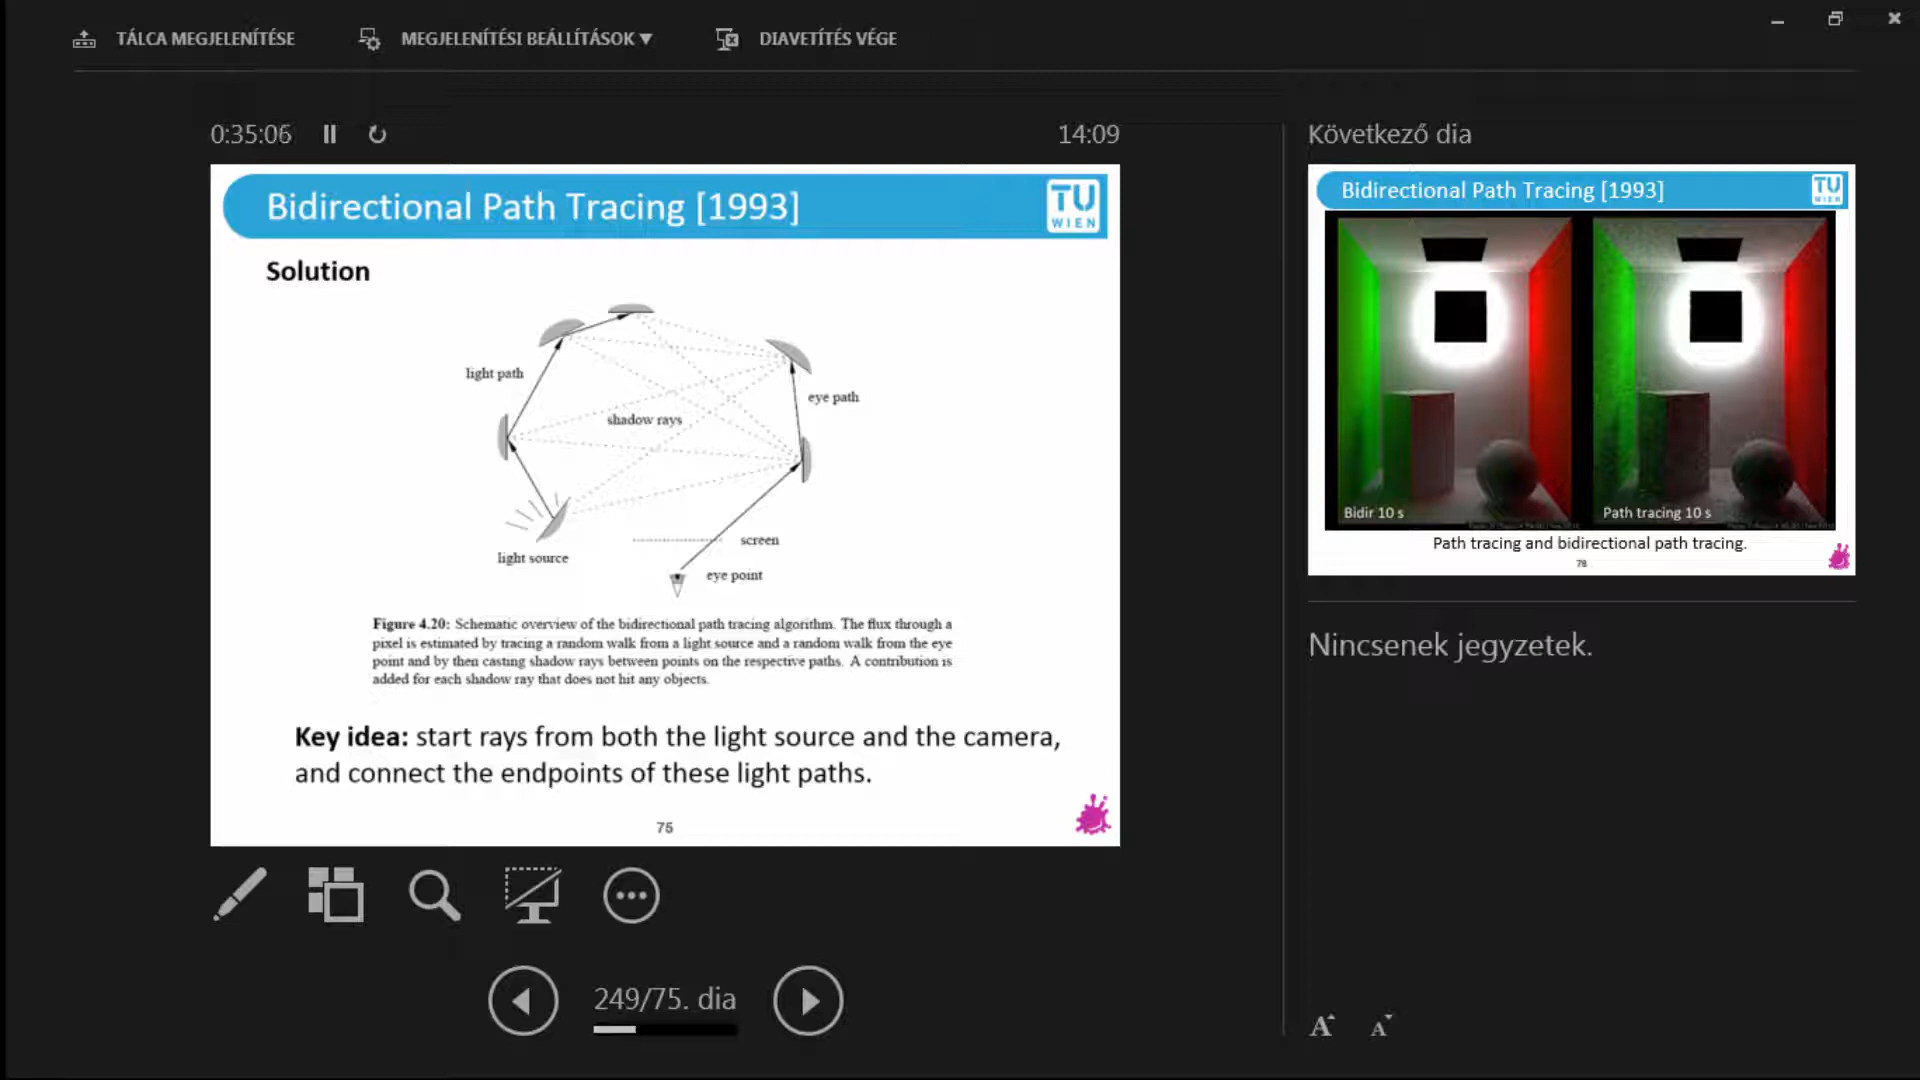 TÁLCA MEGJELENÍTÉSE
MEGJELENÍTÉSI BEÁLLÍTÁSOK
DIAVETÍTÉS VÉGE
0:35:06
14:09
Bidirectional Path Tracing [1993]
TU
WIEN
Solution
light path
eye path
shadow rays
screen
light source
eye point
Figure 4.20: Schematic overview of the bidirectional path tracing algorithm. The flux through a
pixel is estimated by tracing a random walk from a light source and a random walk from the eye
point and by then casting shadow rays between points on the respective paths. A contribution is
added for each shadow ray that does not hit any objects.
Key idea: start rays from both the light source and the camera,
and connect the endpoints of these light paths.
75
249/75. dia
Következő dia
Bidirectional Path Tracing [1993]
TU
WIEN
Bidir 10 s
Path tracing 10 s
Path tracing and bidirectional path tracing.
76
Nincsenek jegyzetek.
A
A